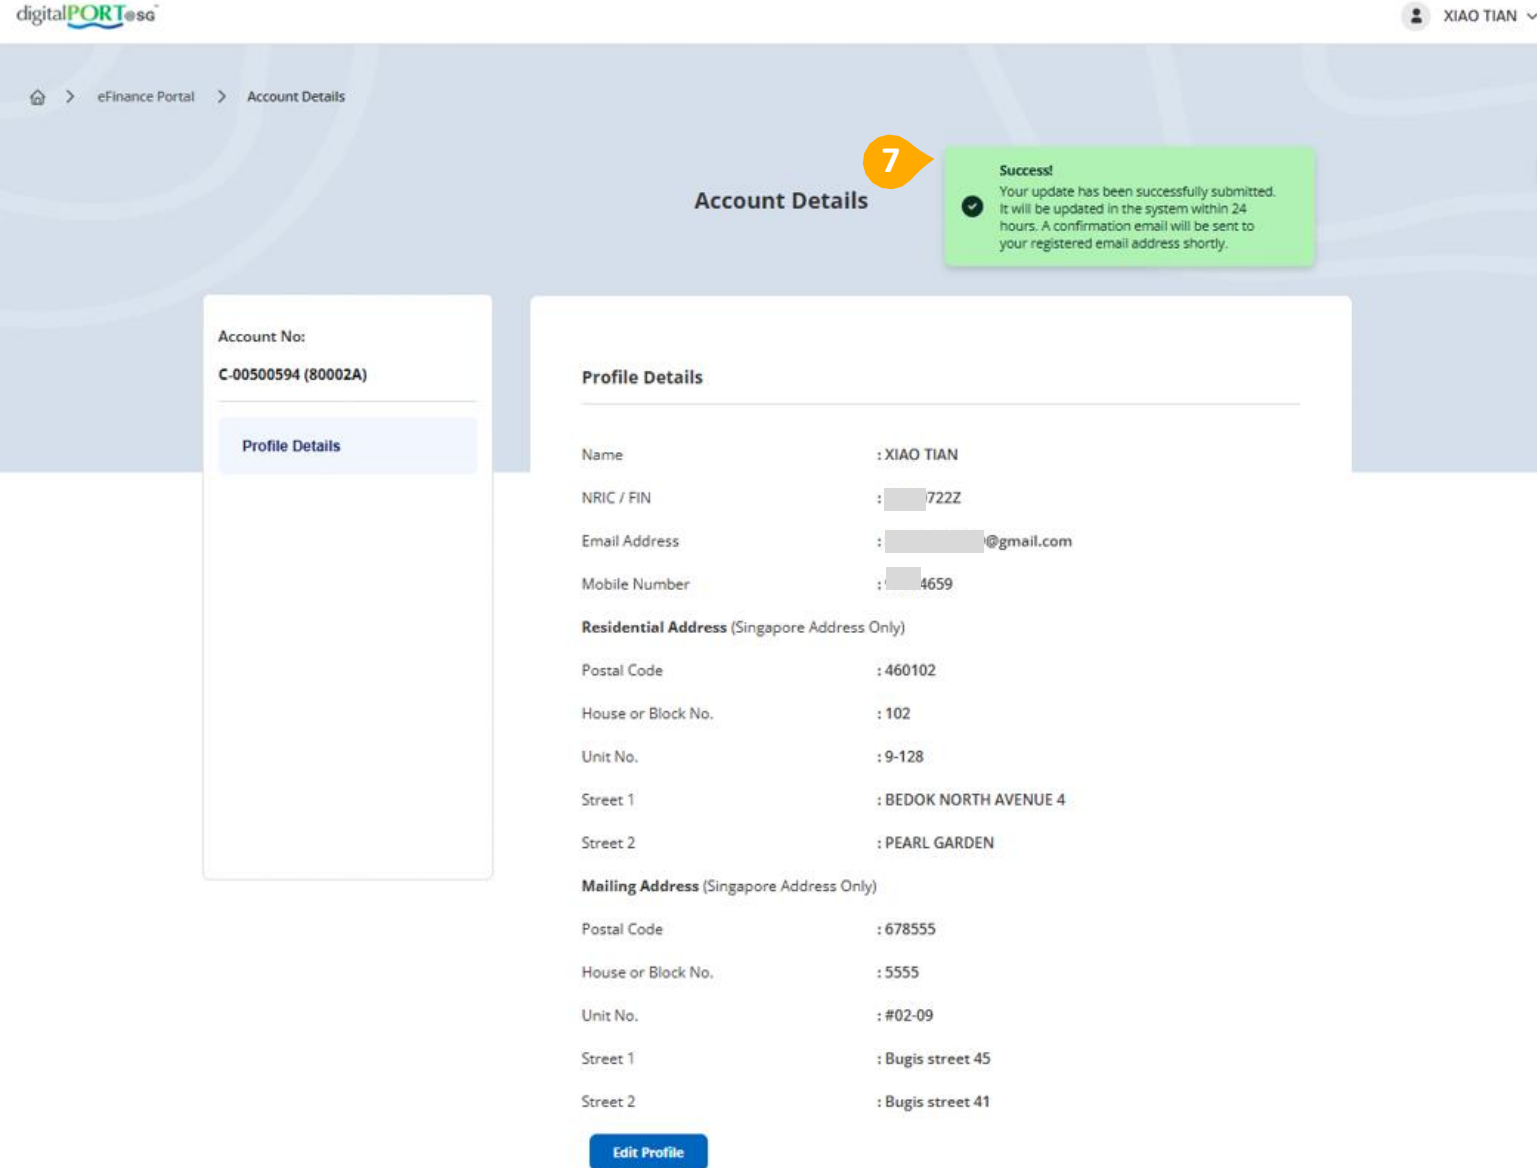 digitalPORT@SG™
XIAO TIAN
eFinance Portal > Account Details
7
Success!
Your update has been successfully submitted.
It will be updated in the system within 24
hours. A confirmation email will be sent to
your registered email address shortly.
Account Details
Account No:
C-00500594 (80002A)
Profile Details
Profile Details
Name : XIAO TIAN
NRIC / FIN : 722Z
Email Address : @gmail.com
Mobile Number : 4659
Residential Address (Singapore Address Only)
Postal Code : 460102
House or Block No. : 102
Unit No. : 9-128
Street 1 : BEDOK NORTH AVENUE 4
Street 2 : PEARL GARDEN
Mailing Address (Singapore Address Only)
Postal Code : 678555
House or Block No. : 5555
Unit No. : #02-09
Street 1 : Bugis street 45
Street 2 : Bugis street 41
Edit Profile